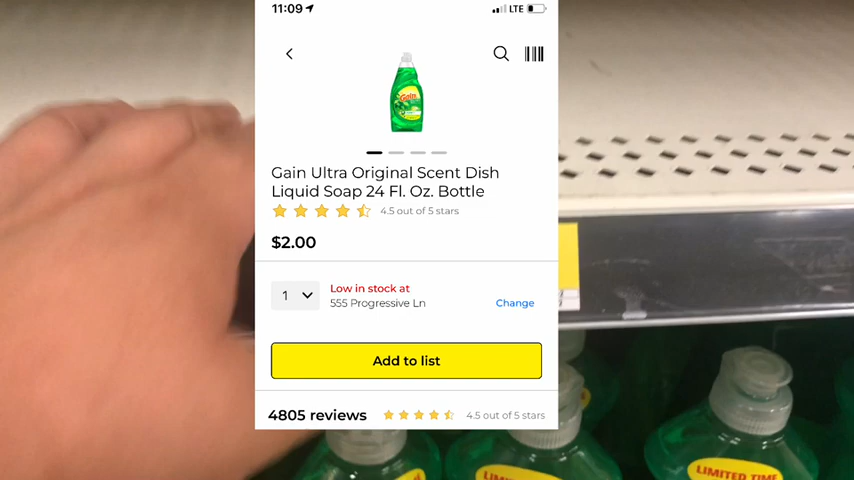 11:09
LTE
Gain
Gain Ultra Original Scent Dish
Liquid Soap 24 Fl. Oz. Bottle
4.5 out of 5 stars
$2.00
1
Low in stock at
555 Progressive Ln
Change
Add to list
4805 reviews
4.5 out of 5 stars
LIMITED TIME